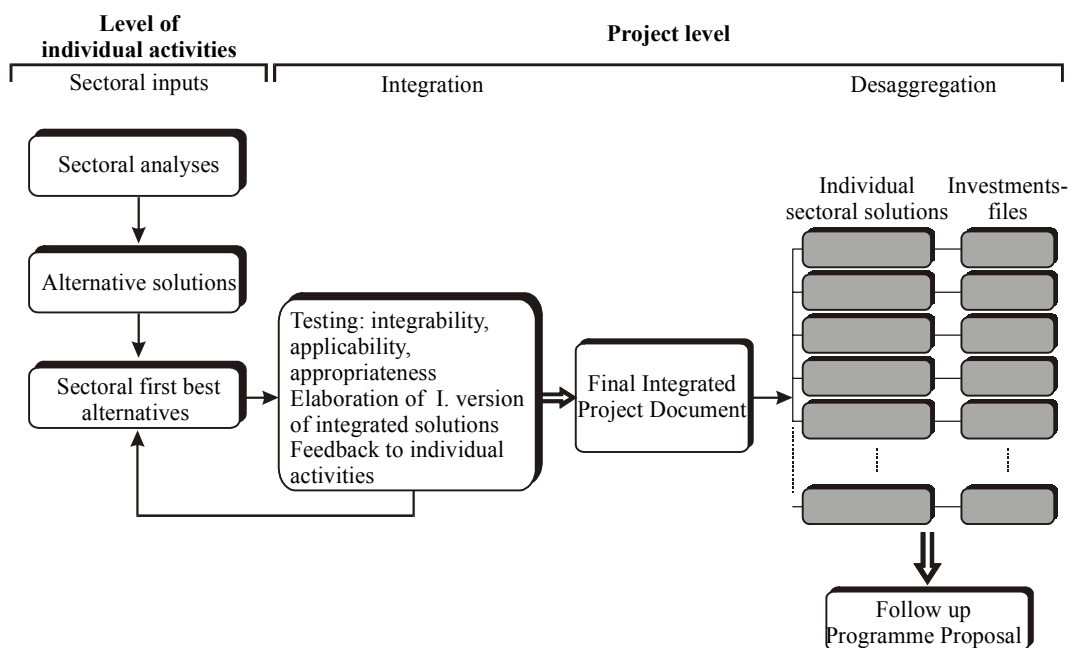 Level of
individual activities
Project level
Sectoral inputs
Integration
Desaggregation
Sectoral analyses
Alternative solutions
Sectoral first best
alternatives
Testing: integrability,
applicability,
appropriateness
Elaboration of I. version
of integrated solutions
Feedback to individual
activities
Final Integrated
Project Document
Individual
sectoral solutions
Investments-
files
Follow up
Programme Proposal